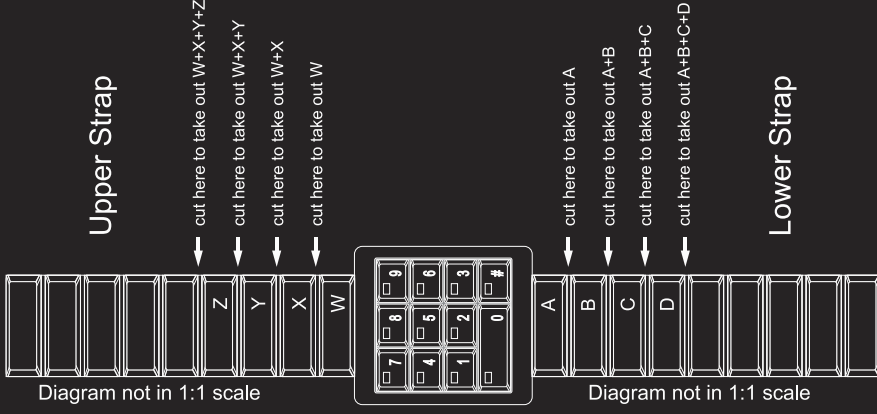 Upper Strap
cut here to take out W+X+Y+Z
cut here to take out W+X+Y
cut here to take out W+X
cut here to take out W
cut here to take out A
cut here to take out A+B
cut here to take out A+B+C
cut here to take out A+B+C+D
Lower Strap
Z
Y
X
W
9 6 3 #
8 5 2 0
7 4 1
A
B
C
D
Diagram not in 1:1 scale
Diagram not in 1:1 scale